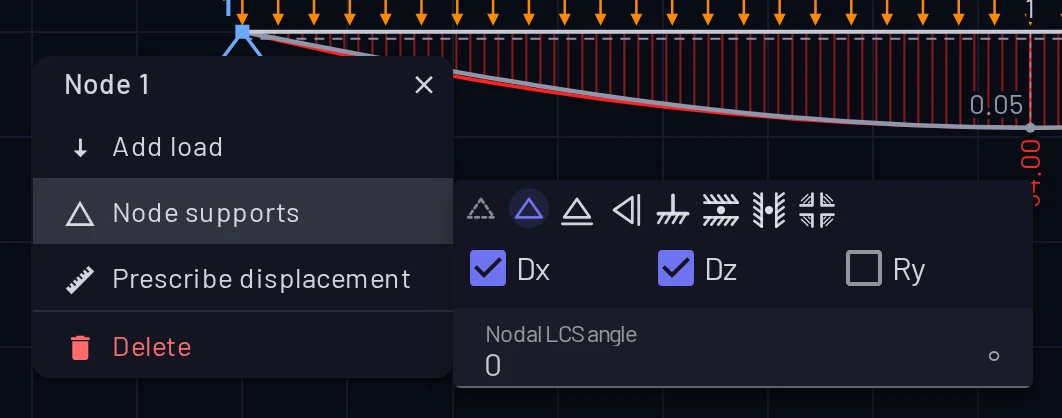 1
1
Node 1
0.05
Add load
Node supports
Prescribe displacement
Delete
Dx
Dz
Ry
Nodal LCS angle
0
°